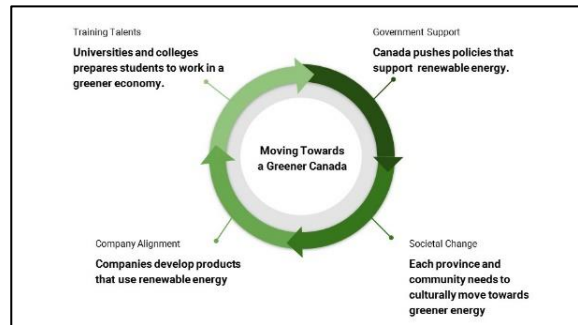 Training Talents
Universities and colleges
prepares students to work in a
greener economy.
Government Support
Canada pushes policies that
support renewable energy.
Moving Towards
a Greener Canada
Company Alignment
Companies develop products
that use renewable energy
Societal Change
Each province and
community needs to
culturally move towards
greener energy